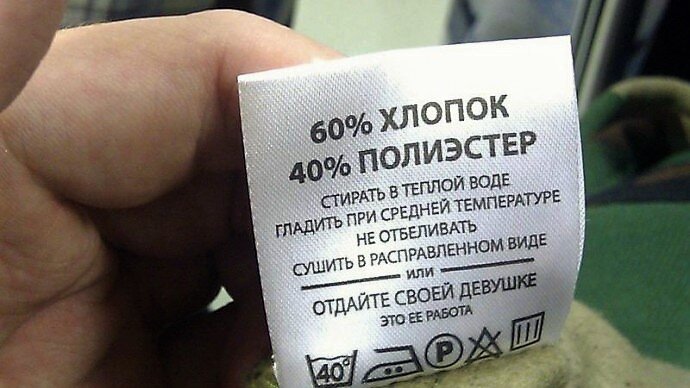 60% ХЛОПОК
40% ПОЛИЭСТЕР
СТИРАТЬ В ТЕПЛОЙ ВОДЕ
ГЛАДИТЬ ПРИ СРЕДНЕЙ ТЕМПЕРАТУРЕ
НЕ ОТБЕЛИВАТЬ
СУШИТЬ В РАСПРАВЛЕННОМ ВИДЕ
ИЛИ
ОТДАЙТЕ СВОЕЙ ДЕВУШКЕ
ЭТО ЕЕ РАБОТА
40° P